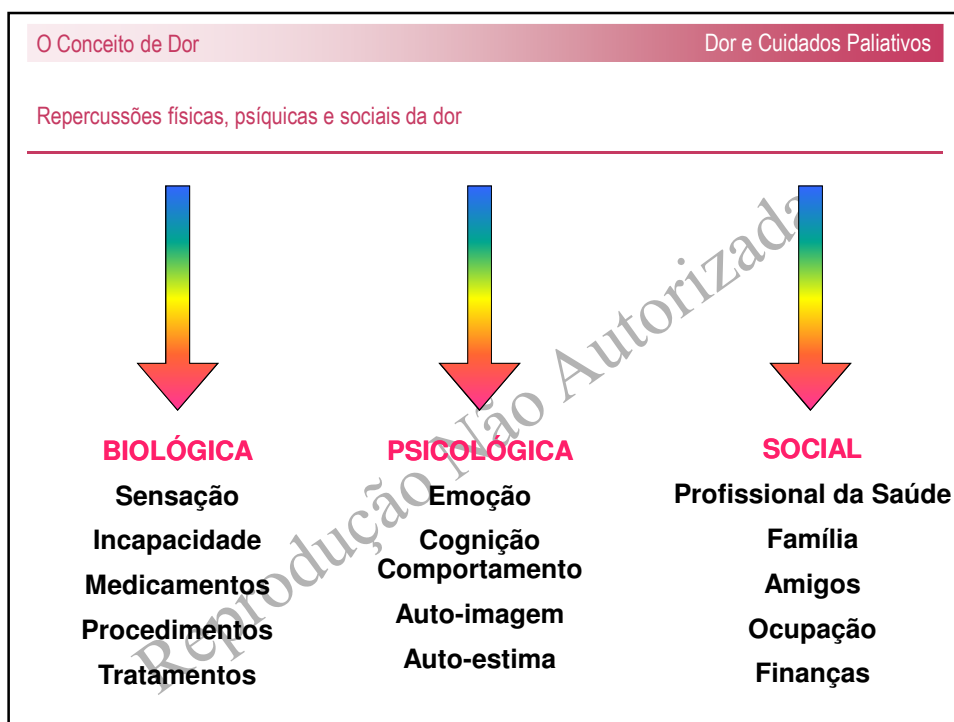 O Conceito de Dor
Dor e Cuidados Paliativos
Repercussões físicas, psíquicas e sociais da dor
BIOLÓGICA
Sensação
Incapacidade
Medicamentos
Procedimentos
Tratamentos
PSICOLÓGICA
Emoção
Cognição
Comportamento
Auto-imagem
Auto-estima
SOCIAL
Profissional da Saúde
Família
Amigos
Ocupação
Finanças
Reprodução Não Autorizada